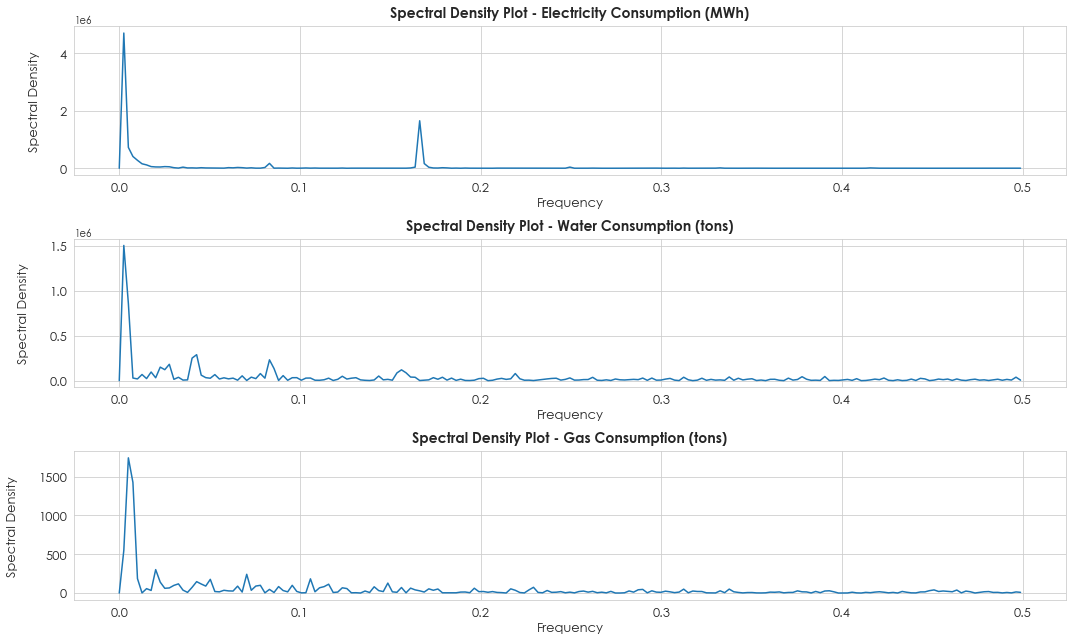 Spectral Density Plot - Electricity Consumption (MWh)
1e6
4
2
0
Spectral Density
0.0 0.1 0.2 0.3 0.4 0.5
Frequency
Spectral Density Plot - Water Consumption (tons)
1e6
1.5
1.0
0.5
0.0
Spectral Density
0.0 0.1 0.2 0.3 0.4 0.5
Frequency
Spectral Density Plot - Gas Consumption (tons)
1500
1000
500
0
Spectral Density
0.0 0.1 0.2 0.3 0.4 0.5
Frequency